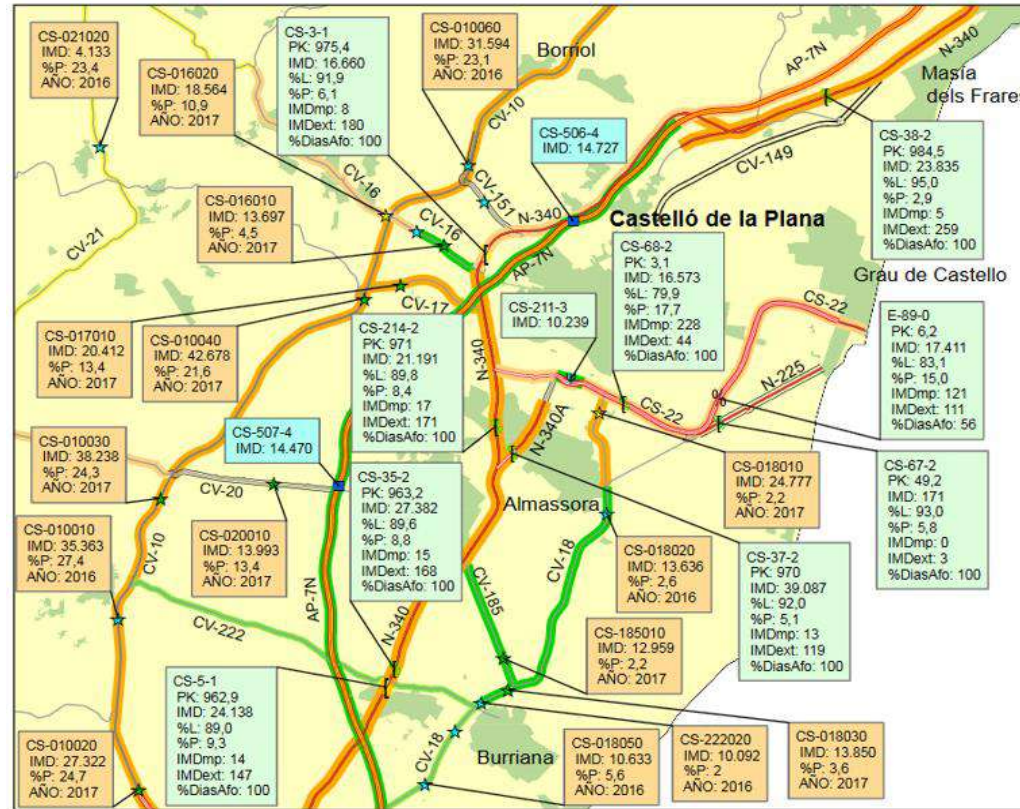 CS-021020
IMD: 4.133
%P: 23,4
AÑO: 2016
CS-016020
IMD: 18.564
%P: 10,9
AÑO: 2017
CS-3-1
PK: 975,4
IMD: 16.660
%L: 91,9
%P: 6,1
IMDmp: 8
IMDext: 180
%DiasAfo: 100
CS-010060
IMD: 31.594
%P: 23,1
AÑO: 2016
Borriol
CV-10
AP-7N
N-340
Masía
dels Frares
CS-506-4
IMD: 14.727
CS-38-2
PK: 984,5
IMD: 23.835
%L: 95,0
%P: 2,9
IMDmp: 5
IMDext: 259
%DiasAfo: 100
CV-149
CV-16
CV-151
N-340
CV-16
AP-7N
Castelló de la Plana
CS-016010
IMD: 13.697
%P: 4,5
AÑO: 2017
CV-21
CS-68-2
PK: 3,1
IMD: 16.573
%L: 79,9
%P: 17,7
IMDmp: 228
IMDext: 44
%DiasAfo: 100
Grau de Castello
CV-17
CS-22
CS-211-3
IMD: 10.239
CS-017010
IMD: 20.412
%P: 13,4
AÑO: 2017
CS-010040
IMD: 42.678
%P: 21,6
AÑO: 2017
CS-214-2
PK: 971
IMD: 21.191
%L: 89,8
%P: 8,4
IMDmp: 17
IMDext: 171
%DiasAfo: 100
N-340
E-89-0
PK: 6,2
IMD: 17.411
%L: 83,1
%P: 15,0
IMDmp: 121
IMDext: 111
%DiasAfo: 56
N-225
CS-22
N-340A
CS-010030
IMD: 38.238
%P: 24,3
AÑO: 2017
CS-507-4
IMD: 14.470
CV-20
CS-35-2
PK: 963,2
IMD: 27.382
%L: 89,6
%P: 8,8
IMDmp: 15
IMDext: 168
%DiasAfo: 100
Almassora
CS-018010
IMD: 24.777
%P: 2,2
AÑO: 2017
CS-67-2
PK: 49,2
IMD: 171
%L: 93,0
%P: 5,8
IMDmp: 0
IMDext: 3
%DiasAfo: 100
CS-010010
IMD: 35.363
%P: 27,4
AÑO: 2016
CV-10
CS-020010
IMD: 13.993
%P: 13,4
AÑO: 2017
AP-7N
CV-18
CS-018020
IMD: 13.636
%P: 2,6
AÑO: 2016
CS-37-2
PK: 970
IMD: 39.087
%L: 92,0
%P: 5,1
IMDmp: 13
IMDext: 119
%DiasAfo: 100
CV-185
N-340
CV-222
CS-185010
IMD: 12.959
%P: 2,2
AÑO: 2017
CS-5-1
PK: 962,9
IMD: 24.138
%L: 89,0
%P: 9,3
IMDmp: 14
IMDext: 147
%DiasAfo: 100
CS-010020
IMD: 27.322
%P: 24,7
AÑO: 2017
CV-18
Burriana
CS-018050
IMD: 10.633
%P: 5,6
AÑO: 2016
CS-222020
IMD: 10.092
%P: 2
AÑO: 2016
CS-018030
IMD: 13.850
%P: 3,6
AÑO: 2017